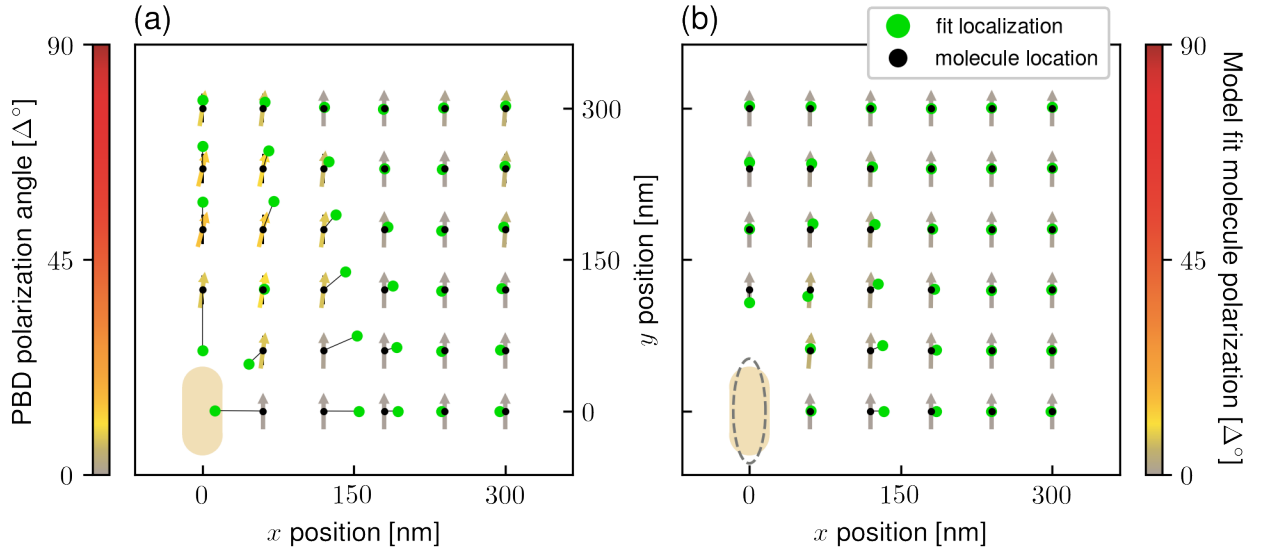 (a)
(b)
fit localization
molecule location
90
45
0
PBD polarization angle [Δ°]
300
150
0
y position [nm]
0
150
300
x position [nm]
0
150
300
x position [nm]
90
45
0
Model fit molecule polarization [Δ°]